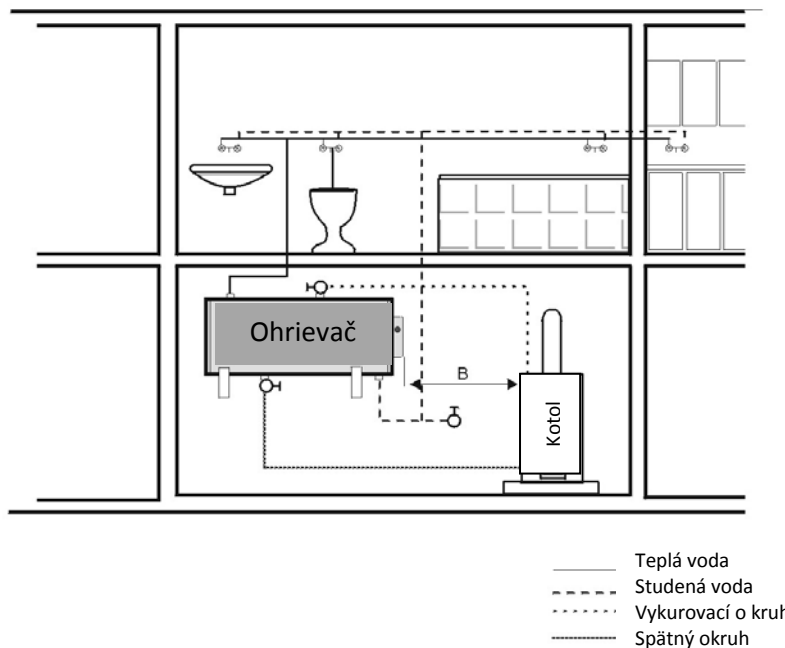 Ohrievač
B
Kotol
Teplá voda
Studená voda
Vykurovací o kruh
Spätný okruh